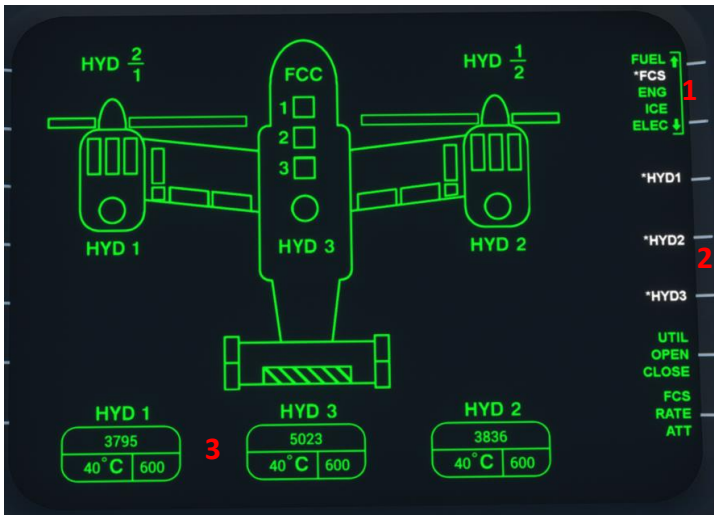 HYD 2/1
HYD 1/2
FCC
1
2
3
HYD 1
HYD 3
HYD 2
FUEL ↑
*FCS
ENG
ICE
ELEC ↓
1
*HYD1
*HYD2
2
*HYD3
UTIL
OPEN
CLOSE
FCS
RATE
ATT
HYD 1
3795
40°C 600
3
HYD 3
5023
40°C 600
HYD 2
3836
40°C 600